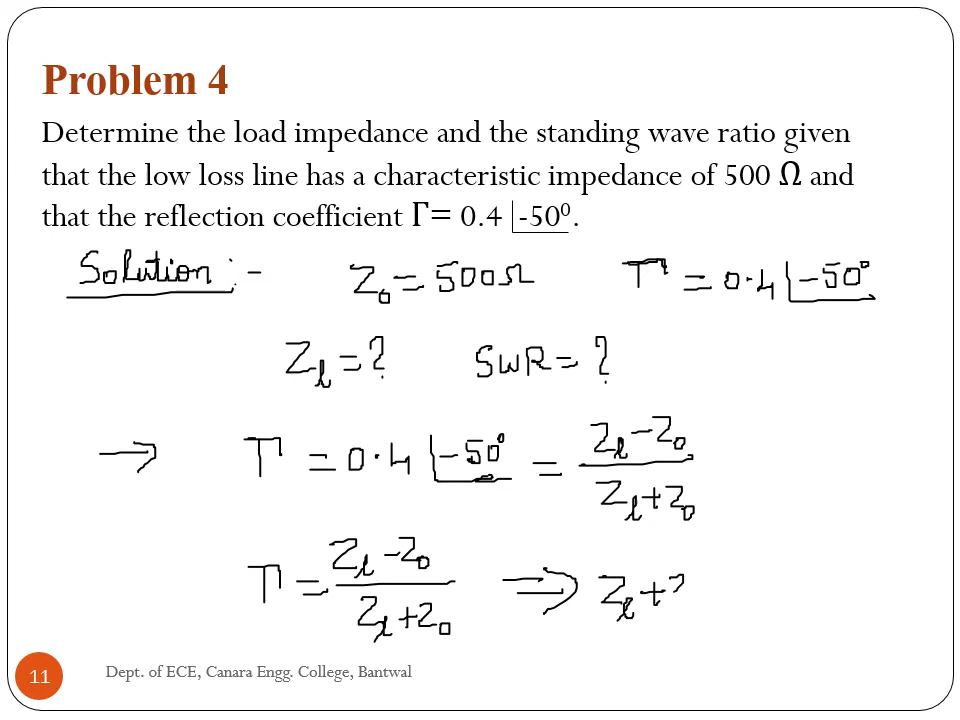 Problem 4
Determine the load impedance and the standing wave ratio given
that the low loss line has a characteristic impedance of 500 Ω and
that the reflection coefficient Γ= 0.4 ⌊-50⁰.
Solution :- Z₀ = 500Ω Γ = 0.4 ⌊-50°
Zₗ = ? SWR = ?
→ Γ = 0.4 ⌊-50° = (Zₗ - Z₀)/(Zₗ + Z₀)
Γ = (Zₗ - Z₀)/(Zₗ + Z₀) ⇒ Zₗ +
11 Dept. of ECE, Canara Engg. College, Bantwal